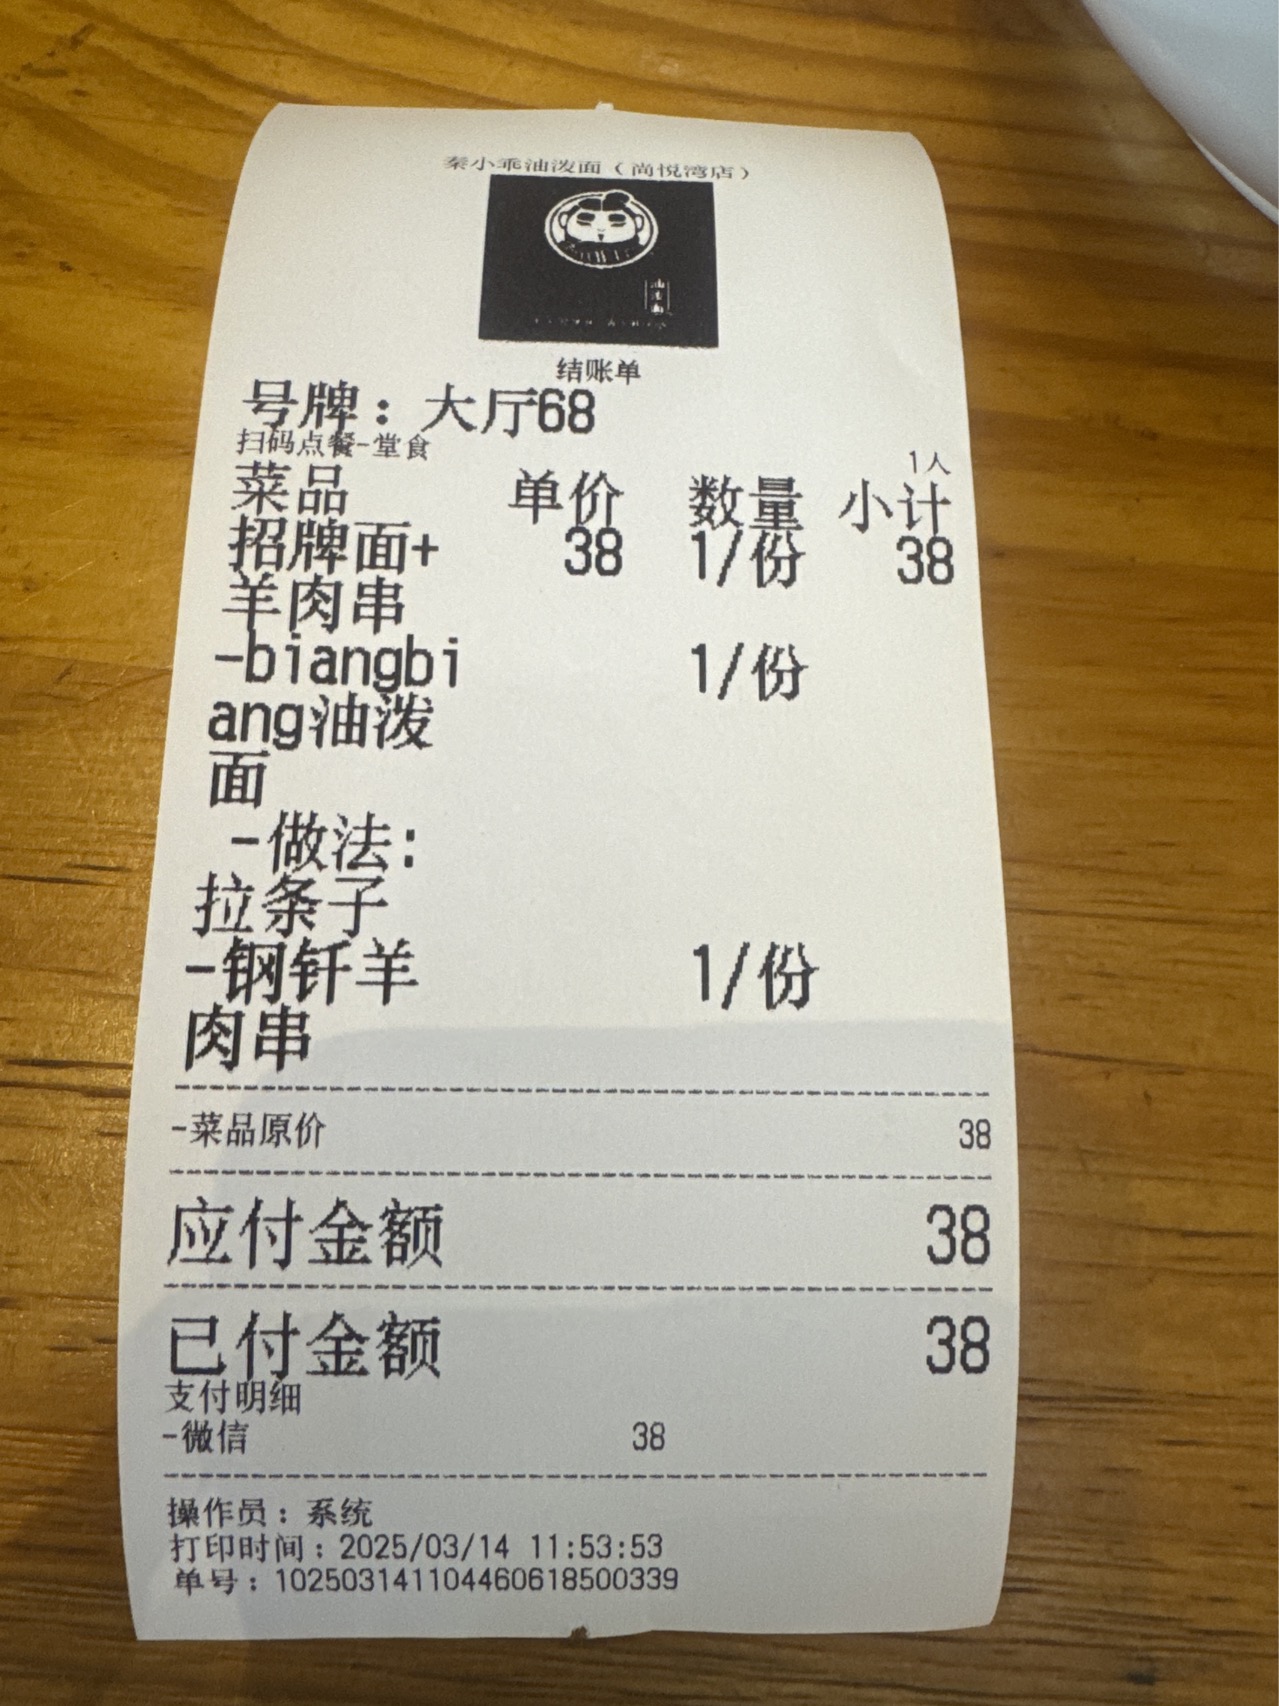 秦小乖油泼面（尚悦湾店）
油泼面
结账单
号牌：大厅68
扫码点餐-堂食 1人
菜品 单价 数量 小计
招牌面+ 38 1/份 38
羊肉串
-biangbi 1/份
ang油泼
面
-做法:
拉条子
-钢钎羊 1/份
肉串
-菜品原价 38
应付金额 38
已付金额 38
支付明细
-微信 38
操作员：系统
打印时间：2025/03/14 11:53:53
单号：102503141104460618500339